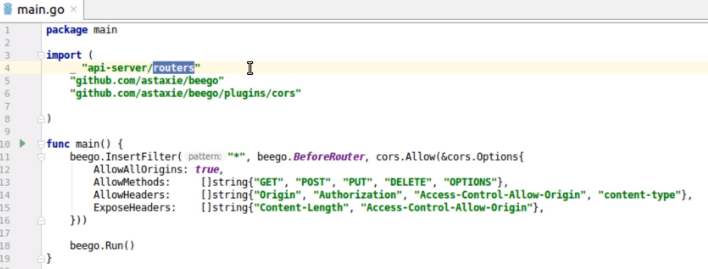 main.go ×
1 package main
2
3 import (
4 _ "api-server/routers"
5 "github.com/astaxie/beego"
6 "github.com/astaxie/beego/plugins/cors"
7
8 )
9
10 func main() {
11 beego.InsertFilter( pattern: "*", beego.BeforeRouter, cors.Allow(&cors.Options{
12 AllowAllOrigins: true,
13 AllowMethods: []string{"GET", "POST", "PUT", "DELETE", "OPTIONS"},
14 AllowHeaders: []string{"Origin", "Authorization", "Access-Control-Allow-Origin", "content-type"},
15 ExposeHeaders: []string{"Content-Length", "Access-Control-Allow-Origin"},
16 }))
17
18 beego.Run()
19 }